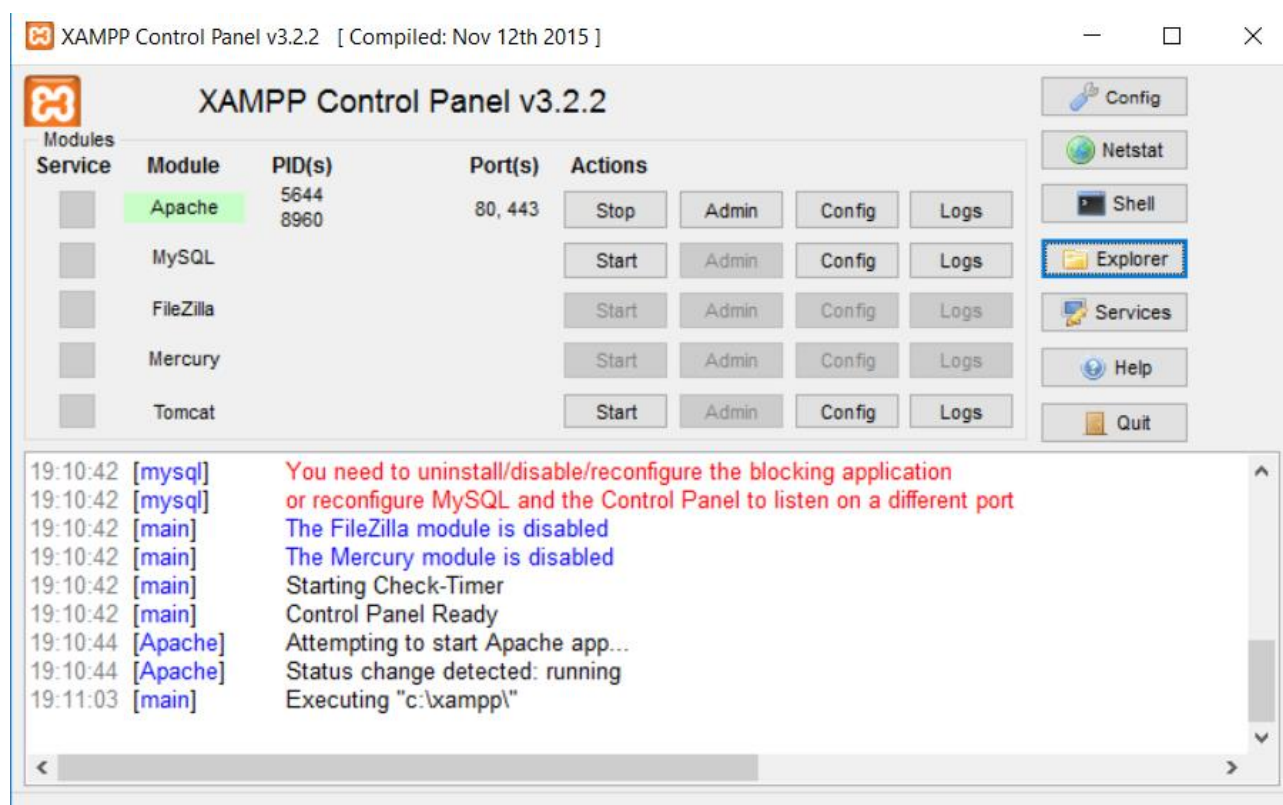 XAMPP Control Panel v3.2.2 [ Compiled: Nov 12th 2015 ]
XAMPP Control Panel v3.2.2
Modules
Service Module PID(s) Port(s) Actions
Apache 5644 8960 80, 443 Stop Admin Config Logs
MySQL Start Admin Config Logs
FileZilla Start Admin Config Logs
Mercury Start Admin Config Logs
Tomcat Start Admin Config Logs
Config
Netstat
Shell
Explorer
Services
Help
Quit
19:10:42 [mysql] You need to uninstall/disable/reconfigure the blocking application
19:10:42 [mysql] or reconfigure MySQL and the Control Panel to listen on a different port
19:10:42 [main] The FileZilla module is disabled
19:10:42 [main] The Mercury module is disabled
19:10:42 [main] Starting Check-Timer
19:10:42 [main] Control Panel Ready
19:10:44 [Apache] Attempting to start Apache app...
19:10:44 [Apache] Status change detected: running
19:11:03 [main] Executing "c:\xampp\"